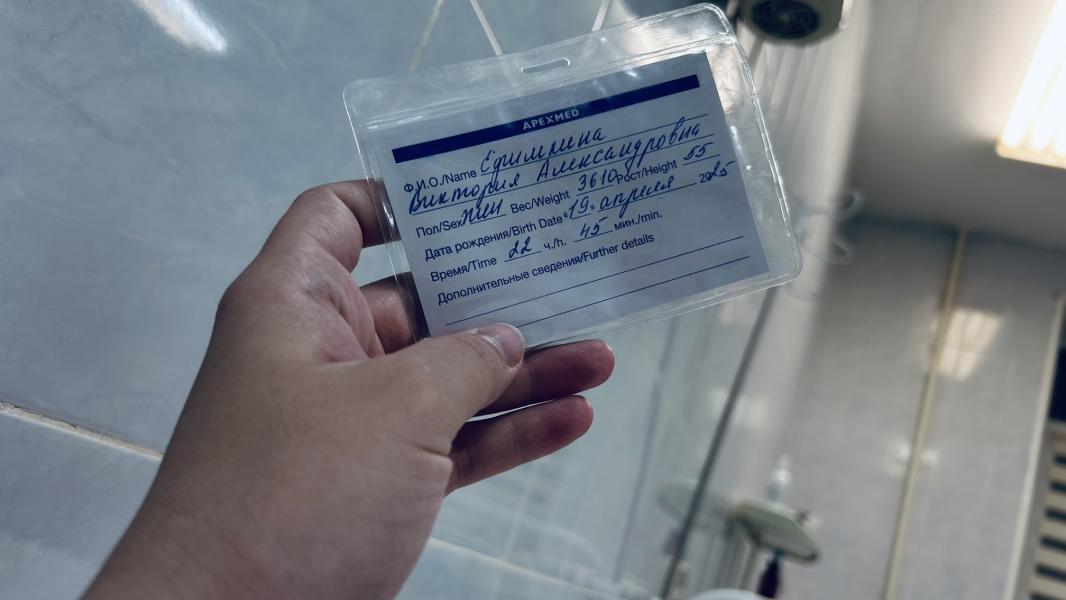 APEXMED
Ф.И.О./Name Ефимкина
Виктория Александровна
Пол/Sex жен Вес/Weight 3610 Рост/Height 55
Дата рождения/Birth Date "19" апреля 2025
Время/Time 22 ч./h. 45 мин./min.
Дополнительные сведения/Further details